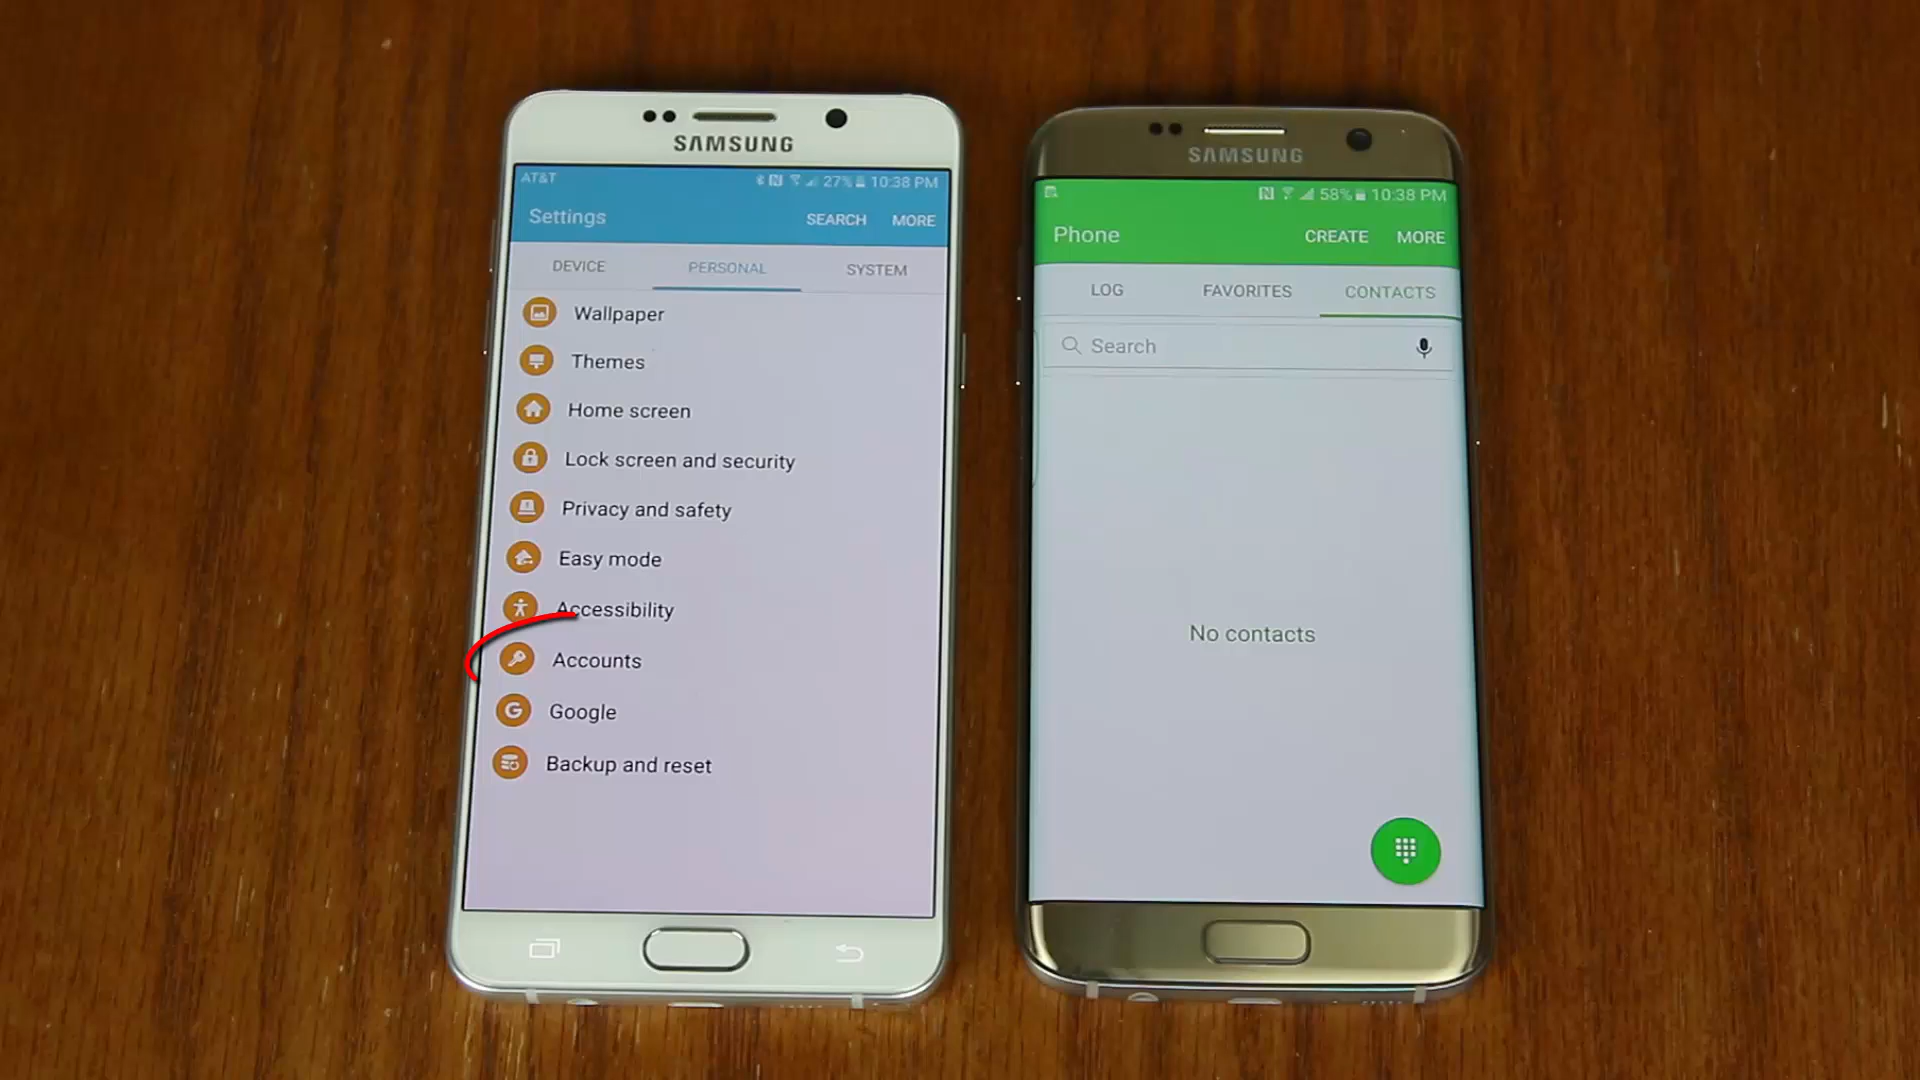 SAMSUNG
AT&T 27% 10:38 PM
Settings SEARCH MORE
DEVICE PERSONAL SYSTEM
Wallpaper
Themes
Home screen
Lock screen and security
Privacy and safety
Easy mode
Accessibility
Accounts
Google
Backup and reset
SAMSUNG
58% 10:38 PM
Phone CREATE MORE
LOG FAVORITES CONTACTS
Search
No contacts